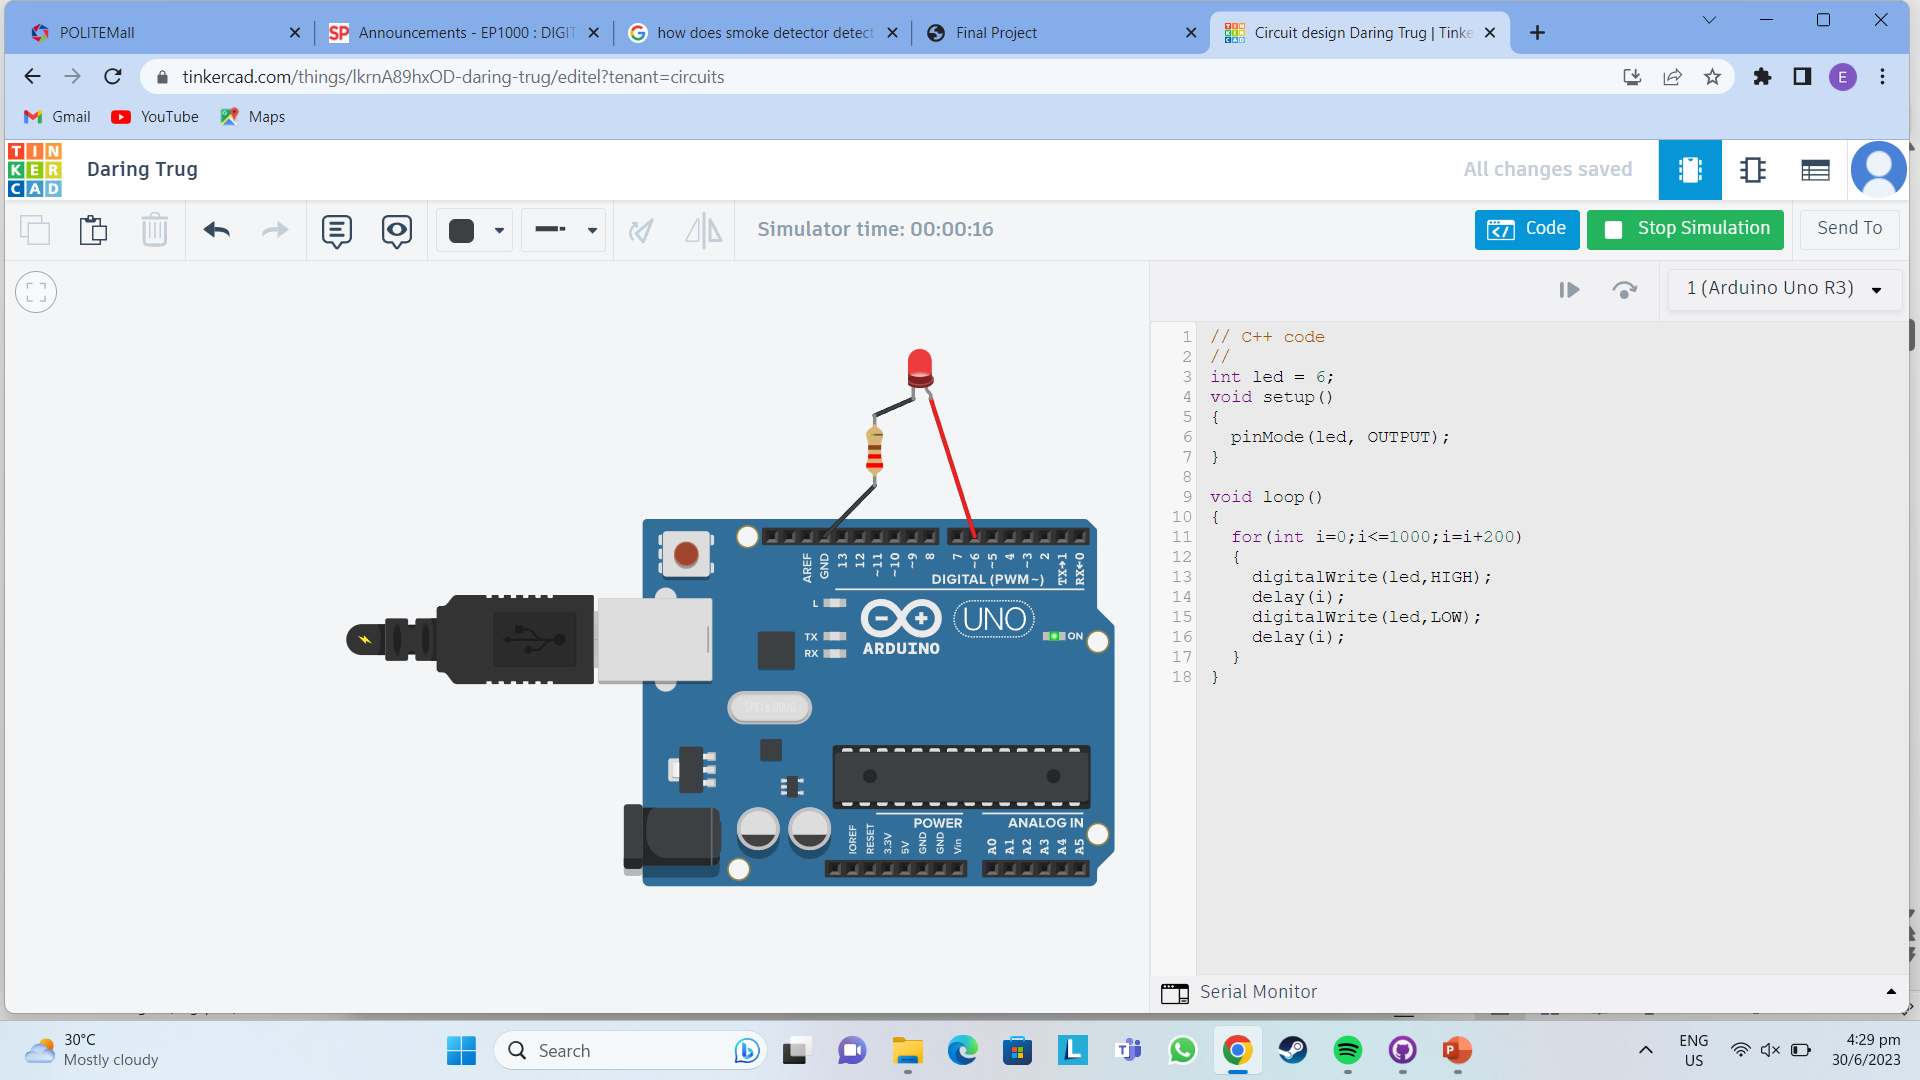 POLITEMall
SP Announcements - EP1000 : DIGIT
how does smoke detector detect
Final Project
Circuit design Daring Trug | Tinke
tinkercad.com/things/lkrnA89hxOD-daring-trug/editel?tenant=circuits
E
Gmail
YouTube
Maps
TIN
KER
CAD
Daring Trug
All changes saved
Simulator time: 00:00:16
Code
Stop Simulation
Send To
1 (Arduino Uno R3)
1 // C++ code
2 //
3 int led = 6;
4 void setup()
5 {
6 pinMode(led, OUTPUT);
7 }
8
9 void loop()
10 {
11 for(int i=0;i<=1000;i=i+200)
12 {
13 digitalWrite(led,HIGH);
14 delay(i);
15 digitalWrite(led,LOW);
16 delay(i);
17 }
18 }
AREF GND 13 12 ~11 ~10 ~9 8 7 ~6 ~5 4 ~3 2 TX→1 RX←0
DIGITAL (PWM~)
L
TX
RX
ARDUINO
UNO
ON
SPK16.000G
POWER
ANALOG IN
IOREF RESET 3.3V 5V GND GND Vin A0 A1 A2 A3 A4 A5
Serial Monitor
30°C
Mostly cloudy
Search
ENG
US
4:29 pm
30/6/2023